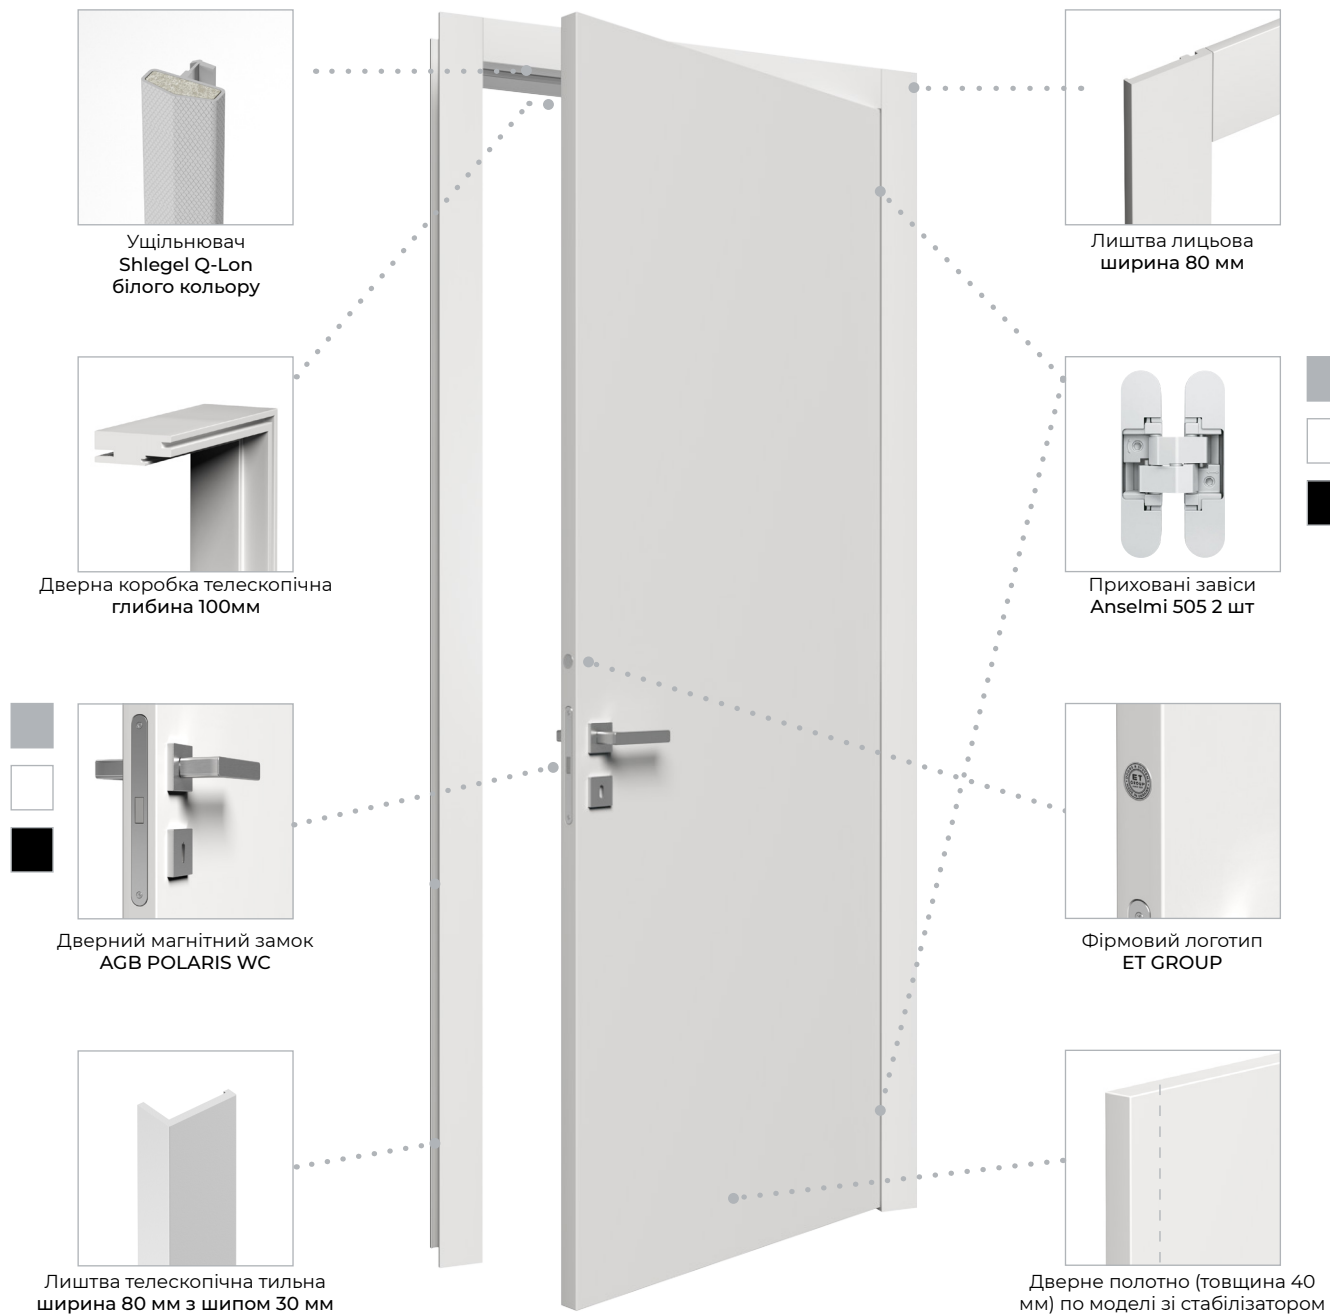 Ущільнювач
Shlegel Q-Lon
білого кольору
Лиштва лицьова
ширина 80 мм
Дверна коробка телескопічна
глибина 100мм
Приховані завіси
Anselmi 505 2 шт
Дверний магнітний замок
AGB POLARIS WC
ET
GROUP
Фірмовий логотип
ET GROUP
Лиштва телескопічна тильна
ширина 80 мм з шипом 30 мм
Дверне полотно (товщина 40
мм) по моделі зі стабілізатором